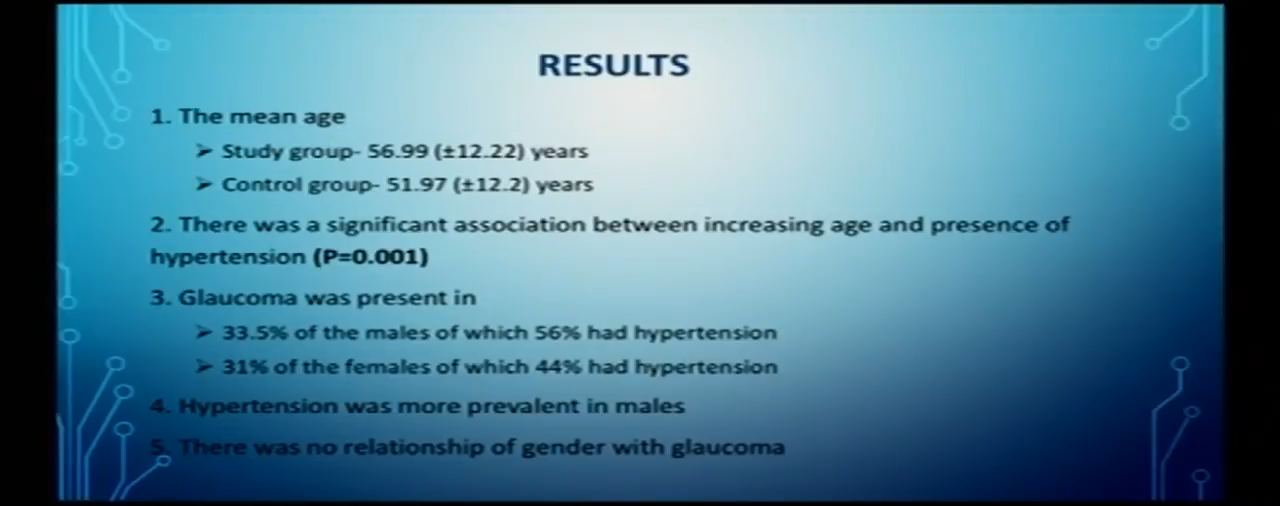 RESULTS
1. The mean age
➢ Study group- 56.99 (±12.22) years
➢ Control group- 51.97 (±12.2) years
2. There was a significant association between increasing age and presence of
hypertension (P=0.001)
3. Glaucoma was present in
➢ 33.5% of the males of which 56% had hypertension
➢ 31% of the females of which 44% had hypertension
4. Hypertension was more prevalent in males
5. There was no relationship of gender with glaucoma